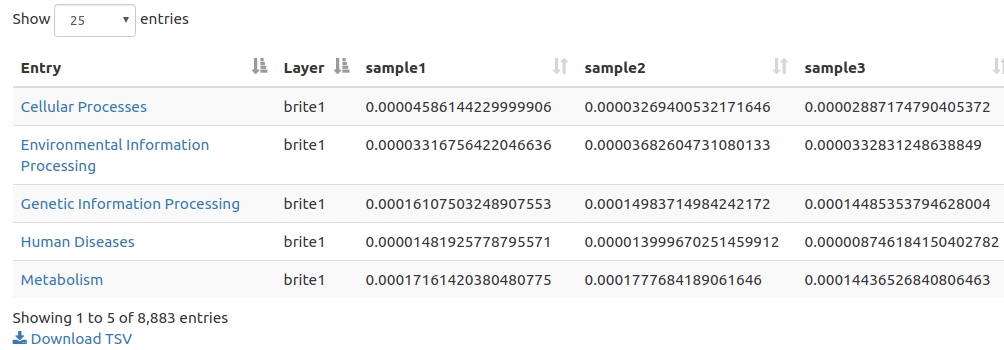 Show 25 entries
Entry Layer sample1 sample2 sample3
Cellular Processes brite1 0.00004586144229999906 0.00003269400532171646 0.00002887174790405372
Environmental Information Processing brite1 0.00003316756422046636 0.00003682604731080133 0.0000332831248638849
Genetic Information Processing brite1 0.00016107503248907553 0.00014983714984242172 0.00014485353794628004
Human Diseases brite1 0.00001481925778795571 0.000013999670251459912 0.000008746184150402782
Metabolism brite1 0.00017161420380480775 0.00017777684189061646 0.00014436526840806463
Showing 1 to 5 of 8,883 entries
Download TSV